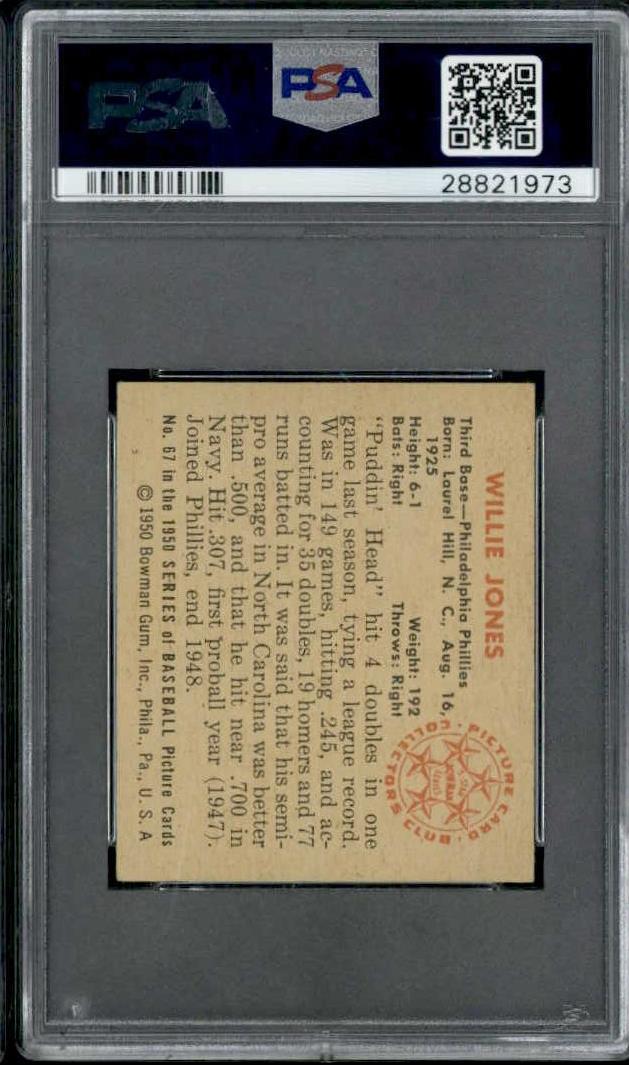 PSA
PSA
28821973
WILLIE JONES
Third Base—Philadelphia Phillies
Born: Laurel Hill, N. C., Aug. 16,
1925
Height: 6-1 Weight: 192
Bats: Right Throws: Right
"Puddin' Head" hit 4 doubles in one
game last season, tying a league record.
Was in 149 games, hitting .245, and ac-
counting for 35 doubles, 19 homers and 77
runs batted in. It was said that his semi-
pro average in North Carolina was better
than .500, and that he hit near .700 in
Navy. Hit .307, first proball year (1947).
Joined Phillies, end 1948.
No. 67 in the 1950 SERIES of BASEBALL Picture Cards
© 1950 Bowman Gum, Inc., Phila., Pa., U. S. A
PICTURE CARD
COLLECTORS CLUB